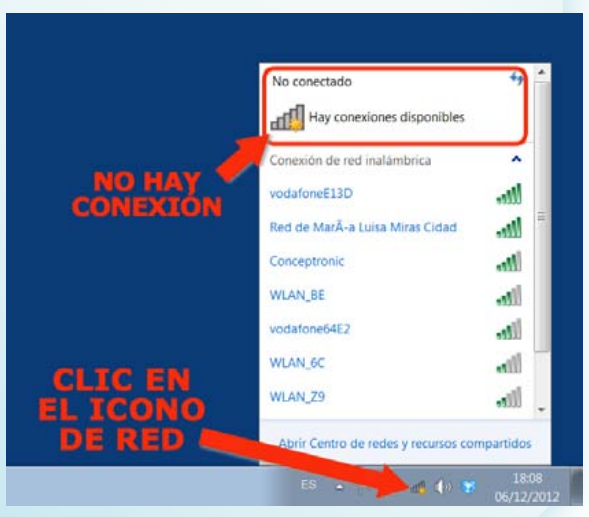 No conectado
Hay conexiones disponibles
NO HAY
CONEXIÓN
Conexión de red inalámbrica
vodafoneE13D
Red de MarÃ-a Luisa Miras Cidad
Conceptronic
WLAN_BE
vodafone64E2
WLAN_6C
WLAN_Z9
CLIC EN
EL ICONO
DE RED
Abrir Centro de redes y recursos compartidos
ES
18:08
06/12/2012